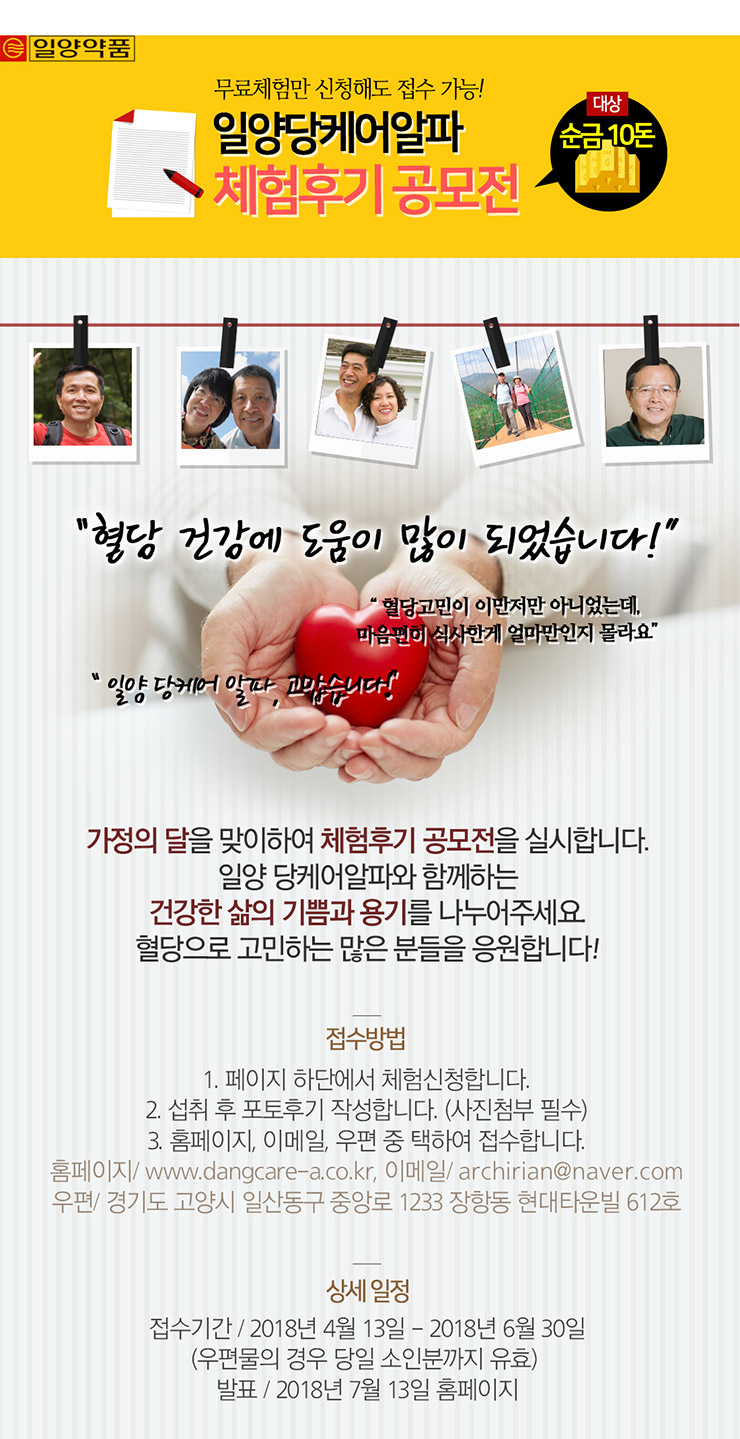 일양약품
무료체험만 신청해도 접수 가능!
일양당케어알파
체험후기 공모전
대상
순금 10돈
"혈당 건강에 도움이 많이 되었습니다!"
“ 혈당고민이 이만저만 아니었는데,
마음편히 식사한게 얼마만인지 몰라요”
“ 일양 당케어 알파, 고맙습니다!”
가정의 달을 맞이하여 체험후기 공모전을 실시합니다.
일양 당케어알파와 함께하는
건강한 삶의 기쁨과 용기를 나누어주세요.
혈당으로 고민하는 많은 분들을 응원합니다!
접수방법
1. 페이지 하단에서 체험신청합니다.
2. 섭취 후 포토후기 작성합니다. (사진첨부 필수)
3. 홈페이지, 이메일, 우편 중 택하여 접수합니다.
홈페이지/ www.dangcare-a.co.kr, 이메일/ archirian@naver.com
우편/ 경기도 고양시 일산동구 중앙로 1233 장항동 현대타운빌 612호
상세 일정
접수기간 / 2018년 4월 13일 - 2018년 6월 30일
(우편물의 경우 당일 소인분까지 유효)
발표 / 2018년 7월 13일 홈페이지